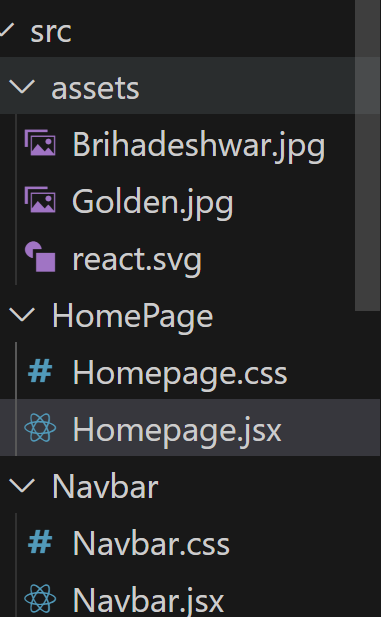 src
assets
Brihadeshwar.jpg
Golden.jpg
react.svg
HomePage
# Homepage.css
Homepage.jsx
Navbar
# Navbar.css
Navbar.jsx